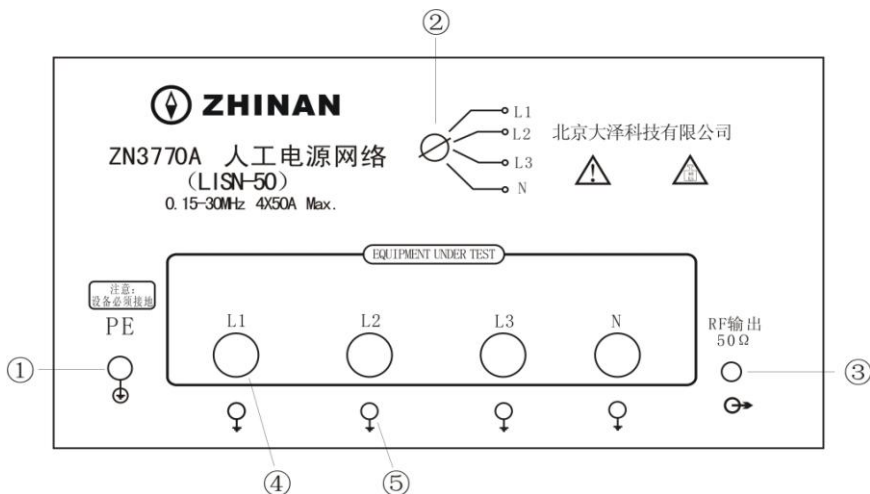 ②
ZHINAN
ZN3770A 人工电源网络
(LISN-50)
0.15-30MHz 4X50A Max.
L1
L2
L3
N
北京大泽科技有限公司
EQUIPMENT UNDER TEST
注意:
设备必须接地
PE
L1
L2
L3
N
RF输出
50Ω
①
③
④
⑤